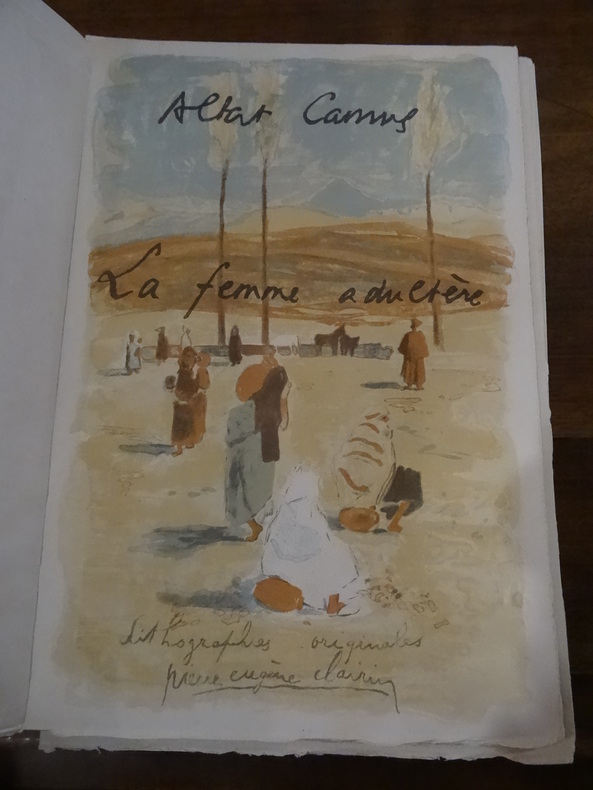 Albert Camus
La femme adultère
lithographies originales
pierre eugène clairin